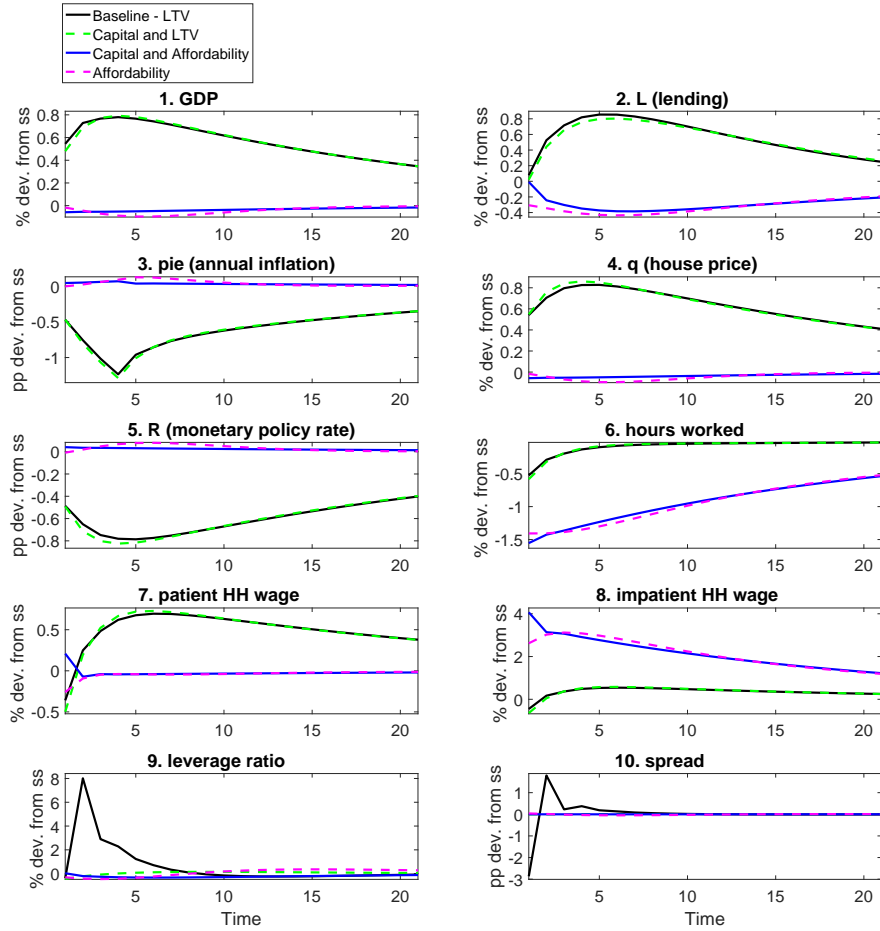 Baseline - LTV
Capital and LTV
Capital and Affordability
Affordability
1. GDP
% dev. from ss
0.8
0.6
0.4
0.2
0
5 10 15 20
2. L (lending)
% dev. from ss
0.8
0.6
0.4
0.2
0
-0.2
-0.4
5 10 15 20
3. pie (annual inflation)
pp dev. from ss
0
-0.5
-1
5 10 15 20
4. q (house price)
% dev. from ss
0.8
0.6
0.4
0.2
0
5 10 15 20
5. R (monetary policy rate)
pp dev. from ss
0
-0.2
-0.4
-0.6
-0.8
5 10 15 20
6. hours worked
% dev. from ss
-0.5
-1
-1.5
5 10 15 20
7. patient HH wage
% dev. from ss
0.5
0
-0.5
5 10 15 20
8. impatient HH wage
% dev. from ss
4
2
0
5 10 15 20
9. leverage ratio
% dev. from ss
8
6
4
2
0
5 10 15 20
Time
10. spread
pp dev. from ss
1
0
-1
-2
-3
5 10 15 20
Time